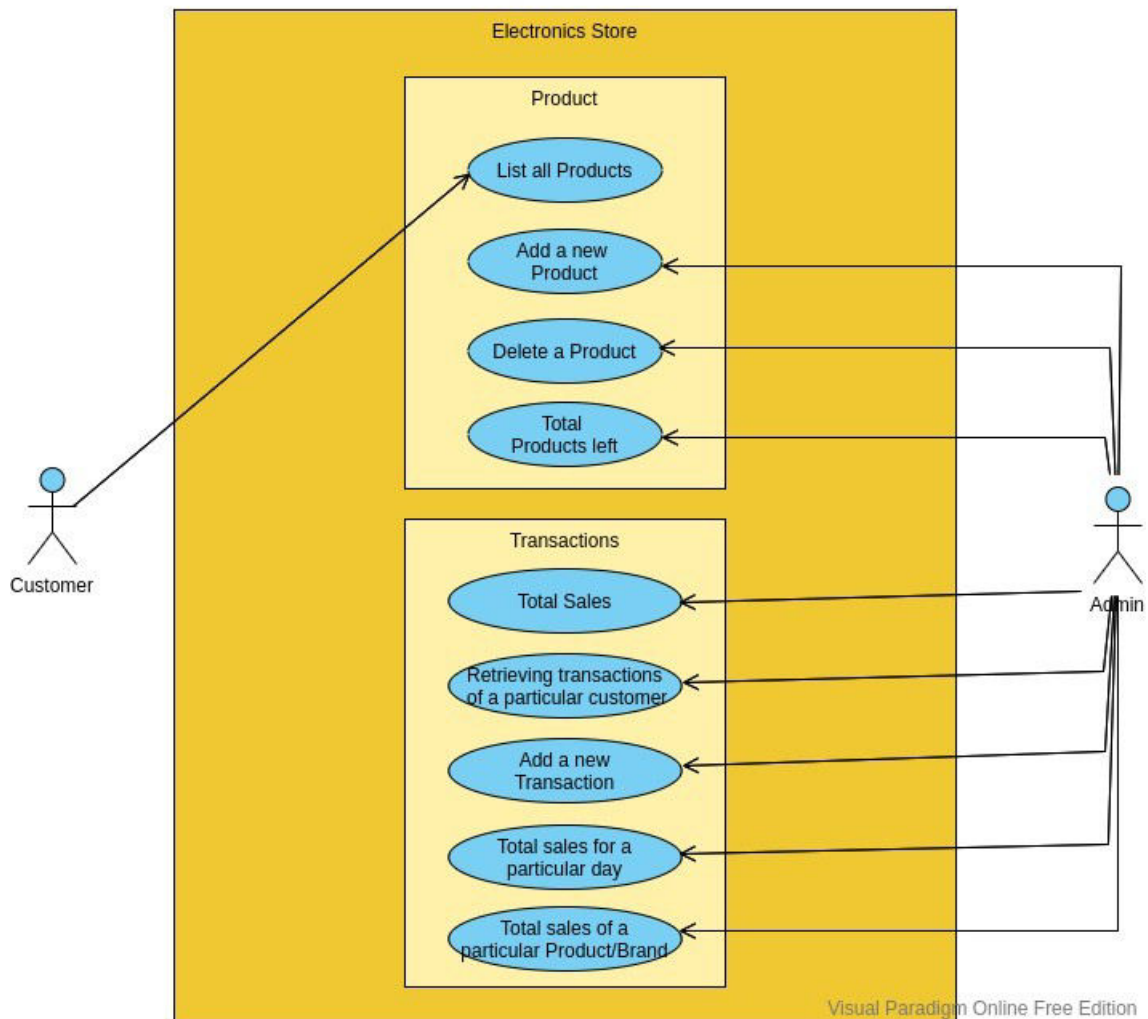 Electronics Store
Product
List all Products
Add a new
Product
Delete a Product
Total
Products left
Customer
Transactions
Total Sales
Admin
Retrieving transactions
of a particular customer
Add a new
Transaction
Total sales for a
particular day
Total sales of a
particular Product/Brand
Visual Paradigm Online Free Edition